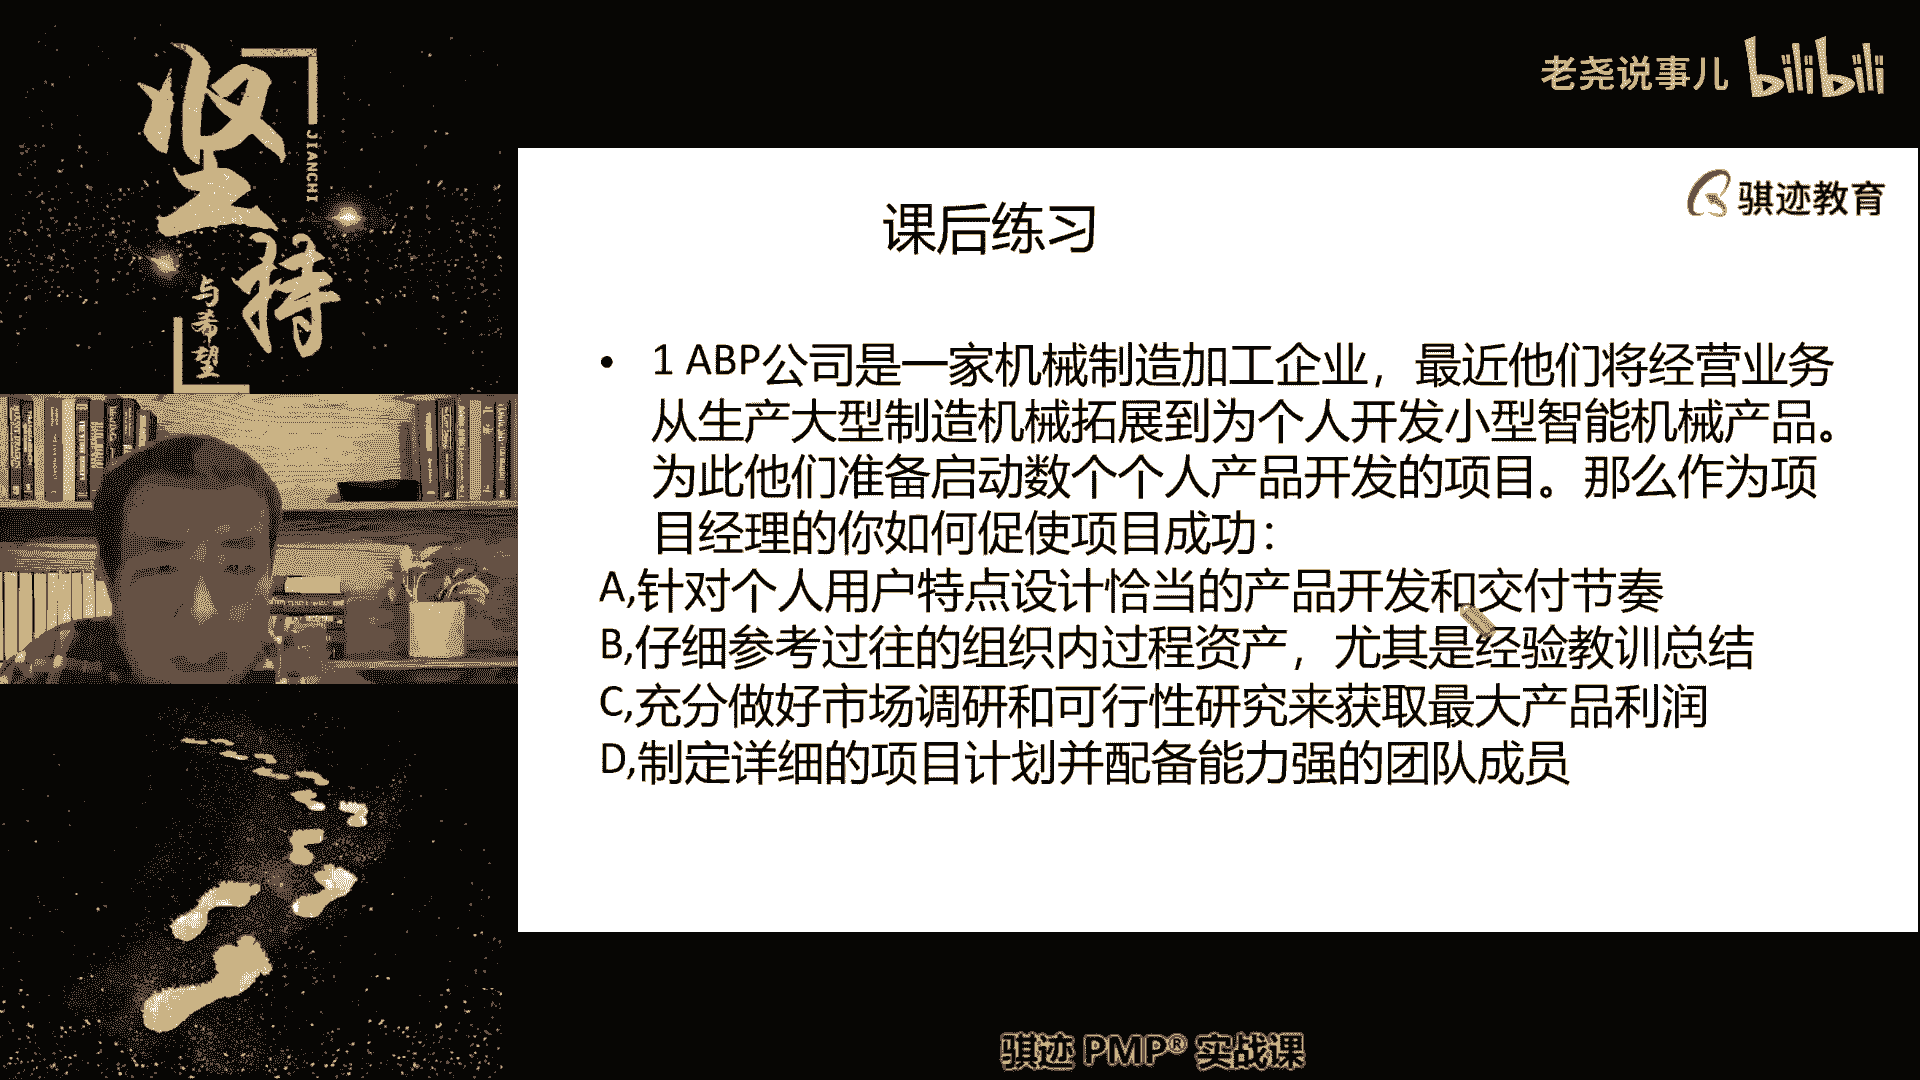 坚持
JIANCHI
与希望
老尧说事儿 bilibili
骐迹教育
课后练习
• 1 ABP公司是一家机械制造加工企业，最近他们将经营业务
从生产大型制造机械拓展到为个人开发小型智能机械产品。
为此他们准备启动数个个人产品开发的项目。那么作为项
目经理的你如何促使项目成功：
A,针对个人用户特点设计恰当的产品开发和交付节奏
B,仔细参考过往的组织内过程资产，尤其是经验教训总结
C,充分做好市场调研和可行性研究来获取最大产品利润
D,制定详细的项目计划并配备能力强的团队成员
骐迹 PMP® 实战课